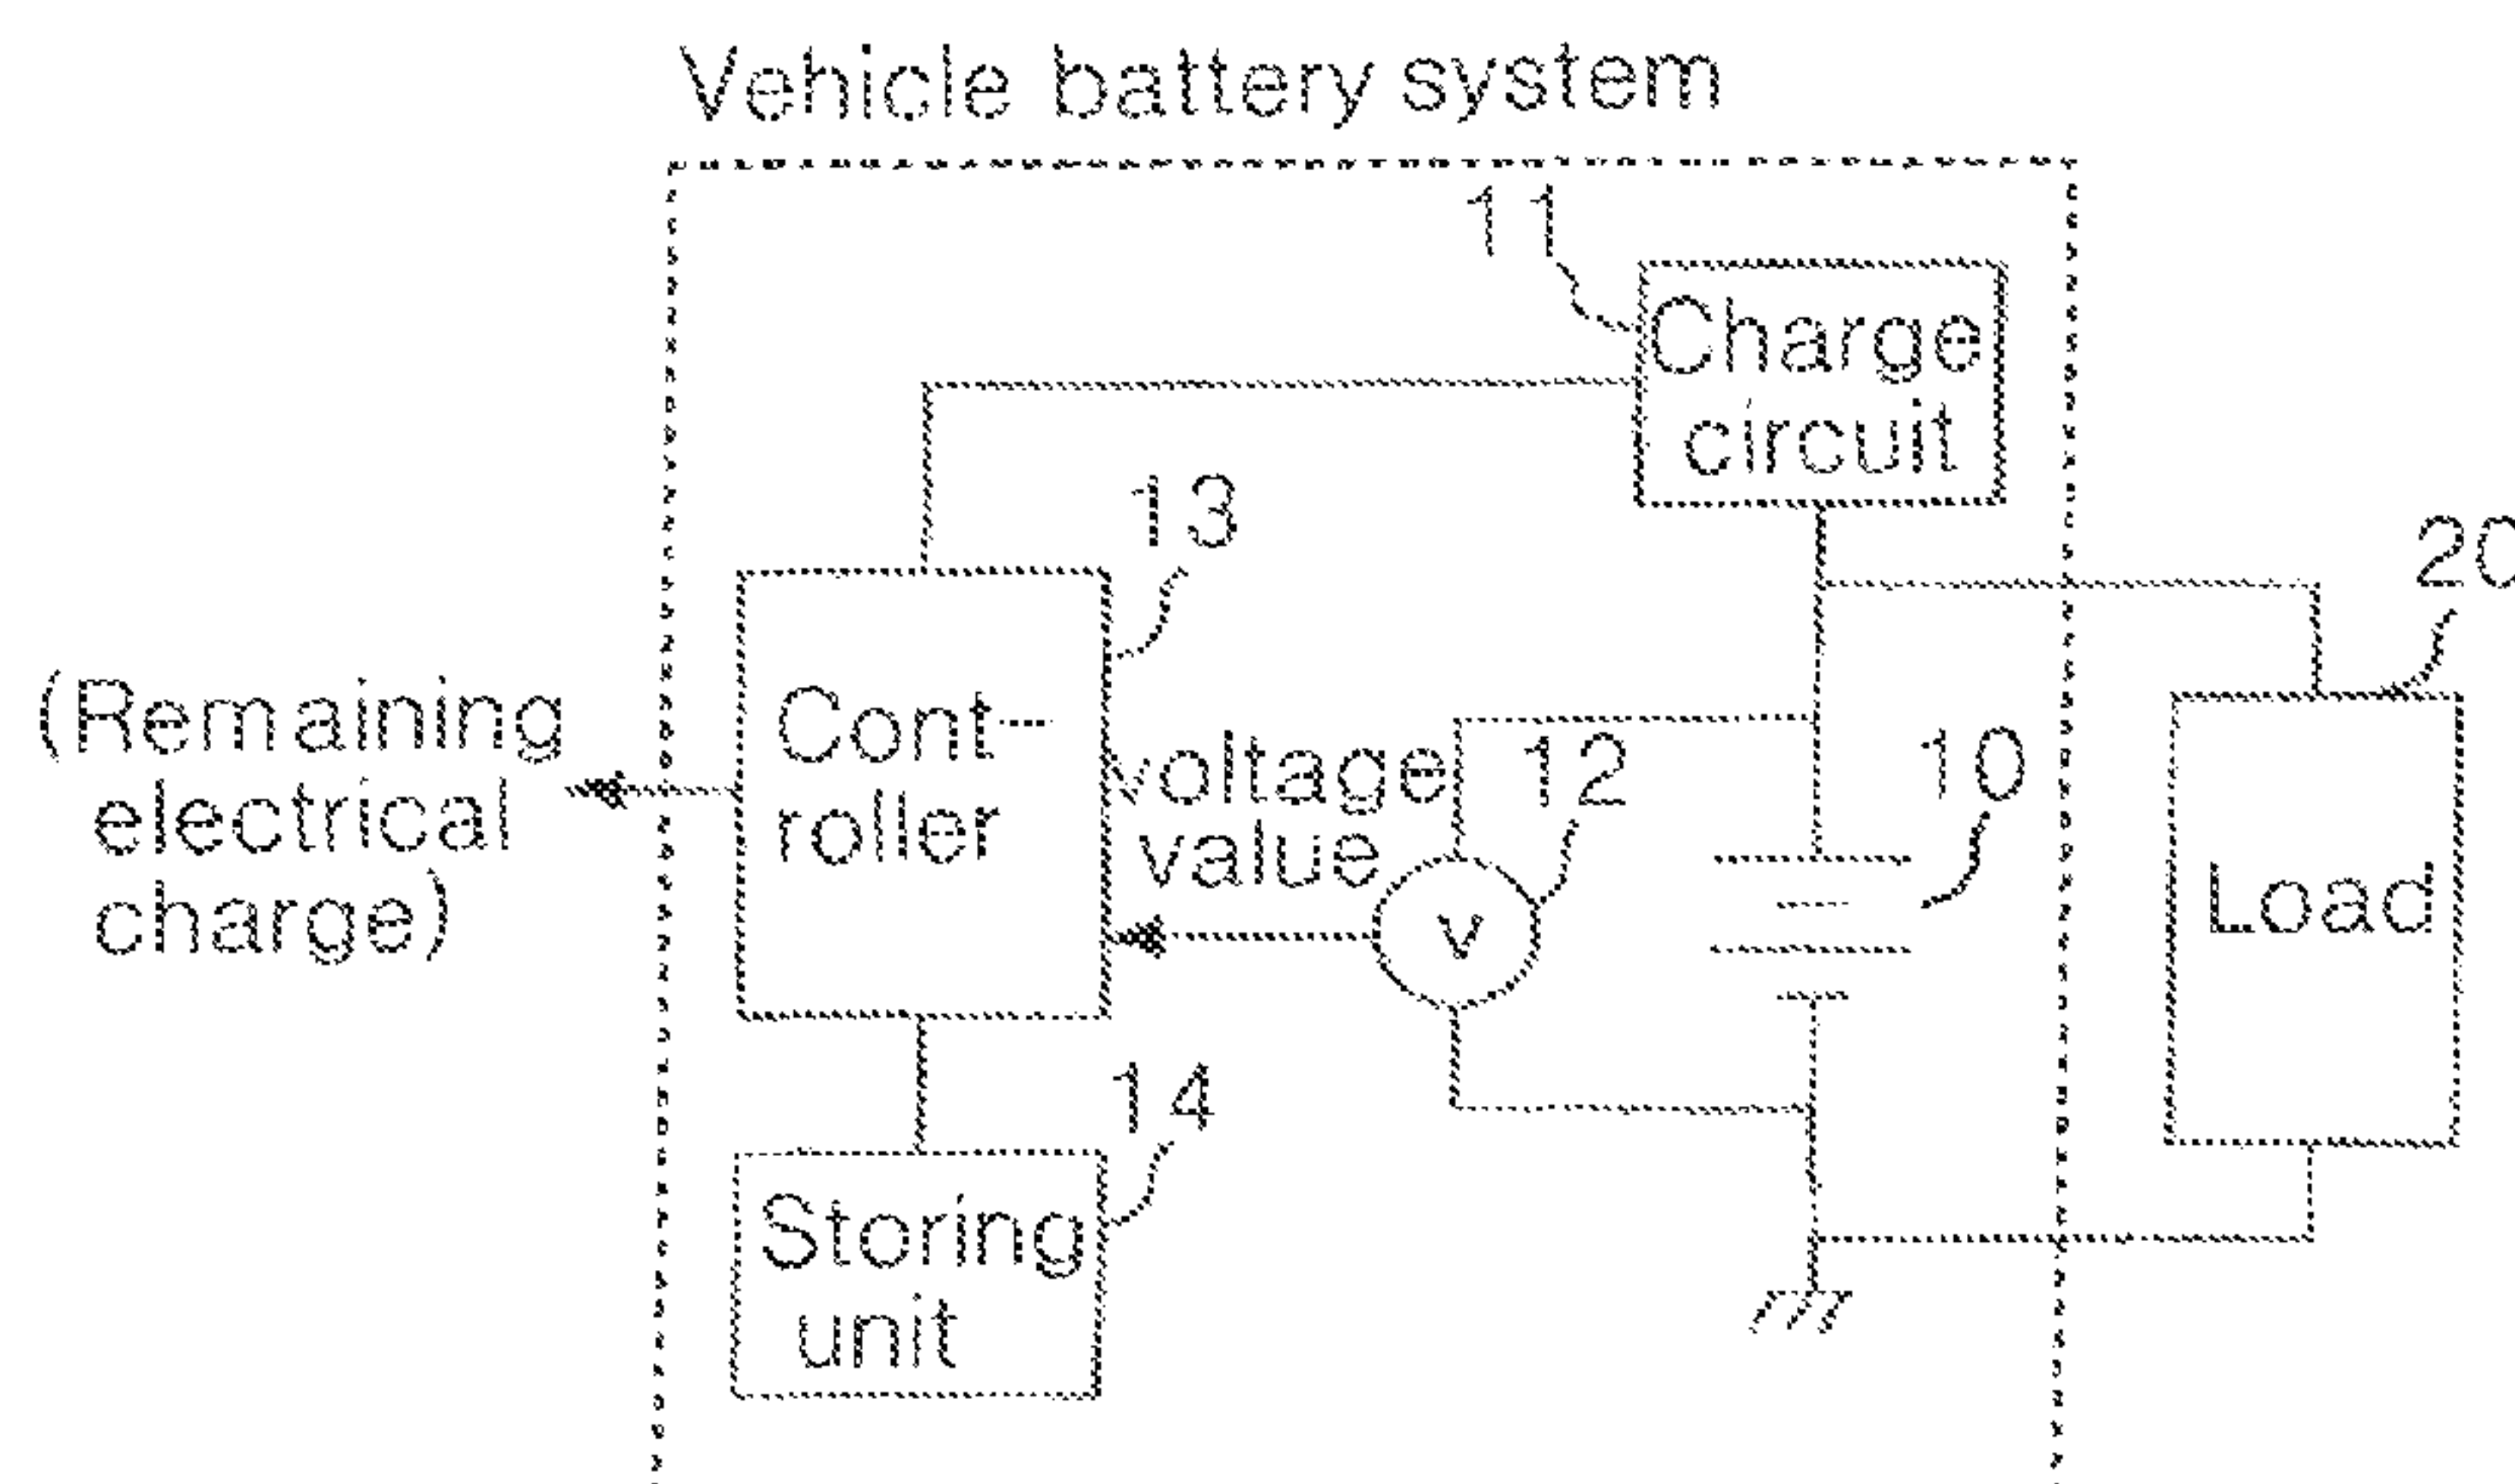 Vehicle battery system
11
Charge
circuit
13
20
Cont-
roller
(Remaining
electrical
charge)
Voltage
value
12
10
V
Load
14
Storing
unit